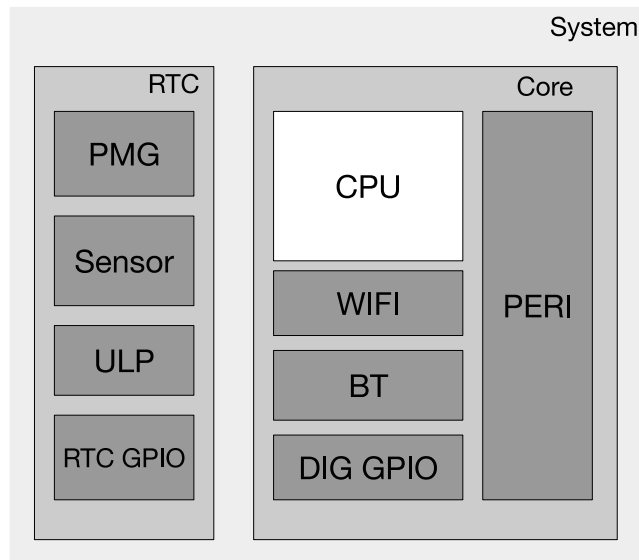 System
RTC
PMG
Sensor
ULP
RTC GPIO
Core
CPU
WIFI
BT
DIG GPIO
PERI